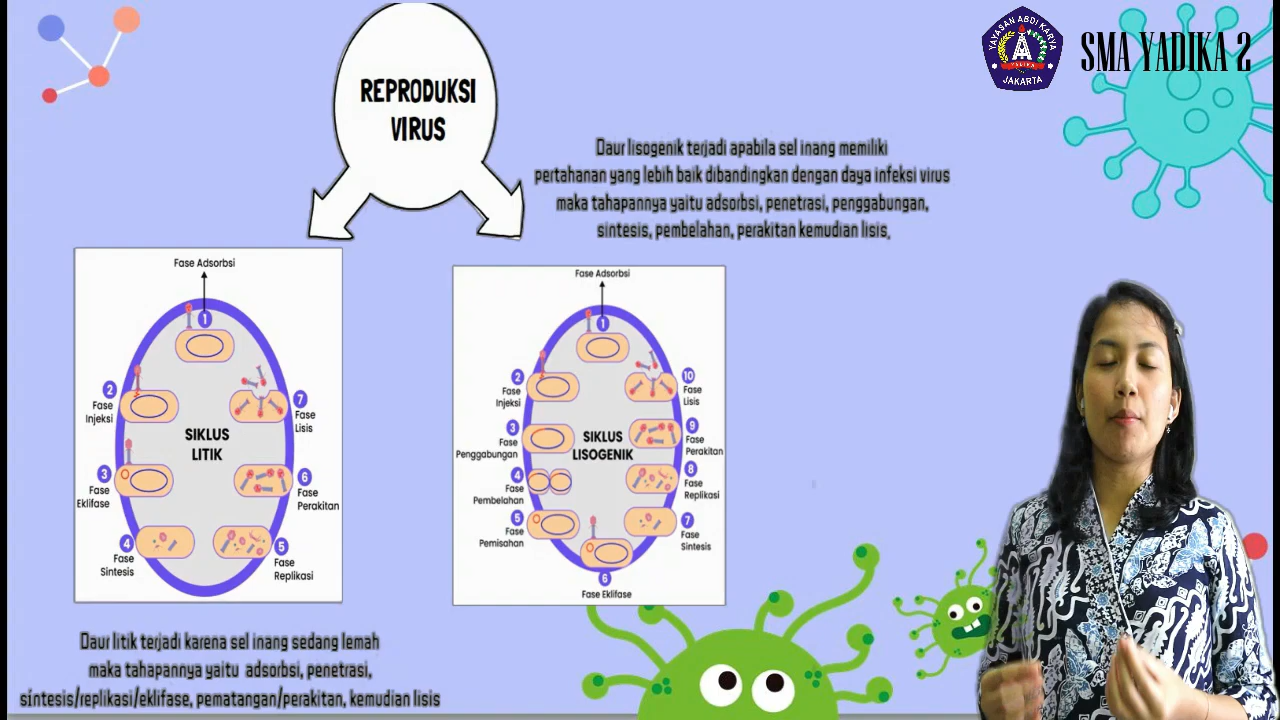 REPRODUKSI
VIRUS
YAYASAN ABDI KARYA
YADIKA
JAKARTA
SMA YADIKA 2
Daur lisogenik terjadi apabila sel inang memiliki
pertahanan yang lebih baik dibandingkan dengan daya infeksi virus
maka tahapannya yaitu adsorbsi, penetrasi, penggabungan,
sintesis, pembelahan, perakitan kemudian lisis.
Fase Adsorbsi
1
2
Fase
Injeksi
3
Fase
Eklifase
4
Fase
Sintesis
5
Fase
Replikasi
6
Fase
Perakitan
7
Fase
Lisis
SIKLUS
LITIK
Fase Adsorbsi
1
2
Fase
Injeksi
3
Fase
Penggabungan
4
Fase
Pembelahan
5
Fase
Pemisahan
6
Fase Eklifase
7
Fase
Sintesis
8
Fase
Replikasi
9
Fase
Perakitan
10
Fase
Lisis
SIKLUS
LISOGENIK
Daur litik terjadi karena sel inang sedang lemah
maka tahapannya yaitu adsorbsi, penetrasi,
sintesis/replikasi/eklifase, pematangan/perakitan, kemudian lisis